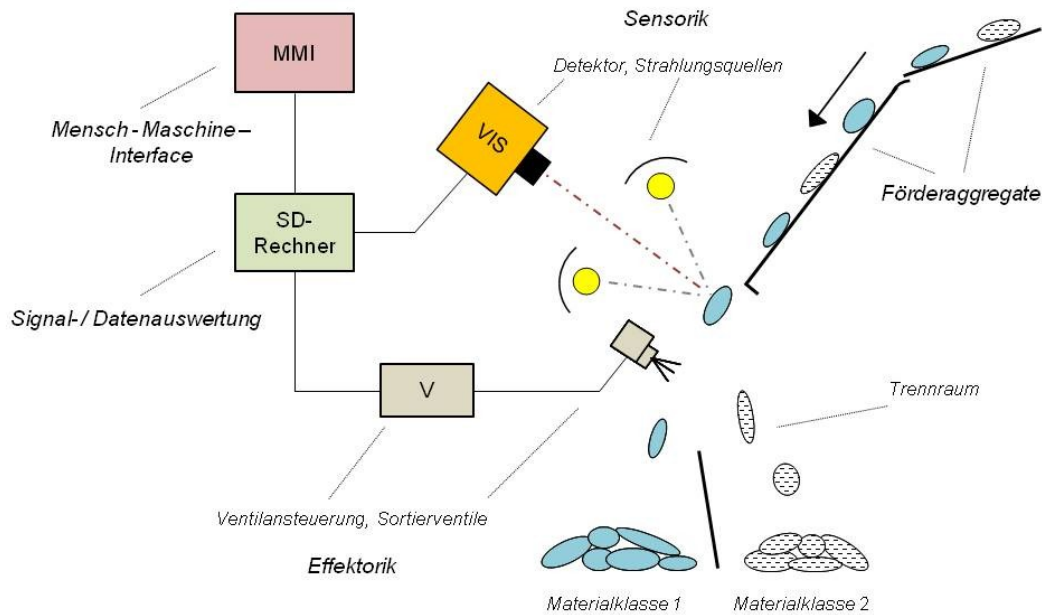 Sensorik
MMI
Detektor, Strahlungsquellen
VIS
Mensch - Maschine –
Interface
Förderaggregate
SD-
Rechner
Signal- / Datenauswertung
V
Trennraum
Ventilansteuerung, Sortierventile
Effektorik
Materialklasse 1
Materialklasse 2